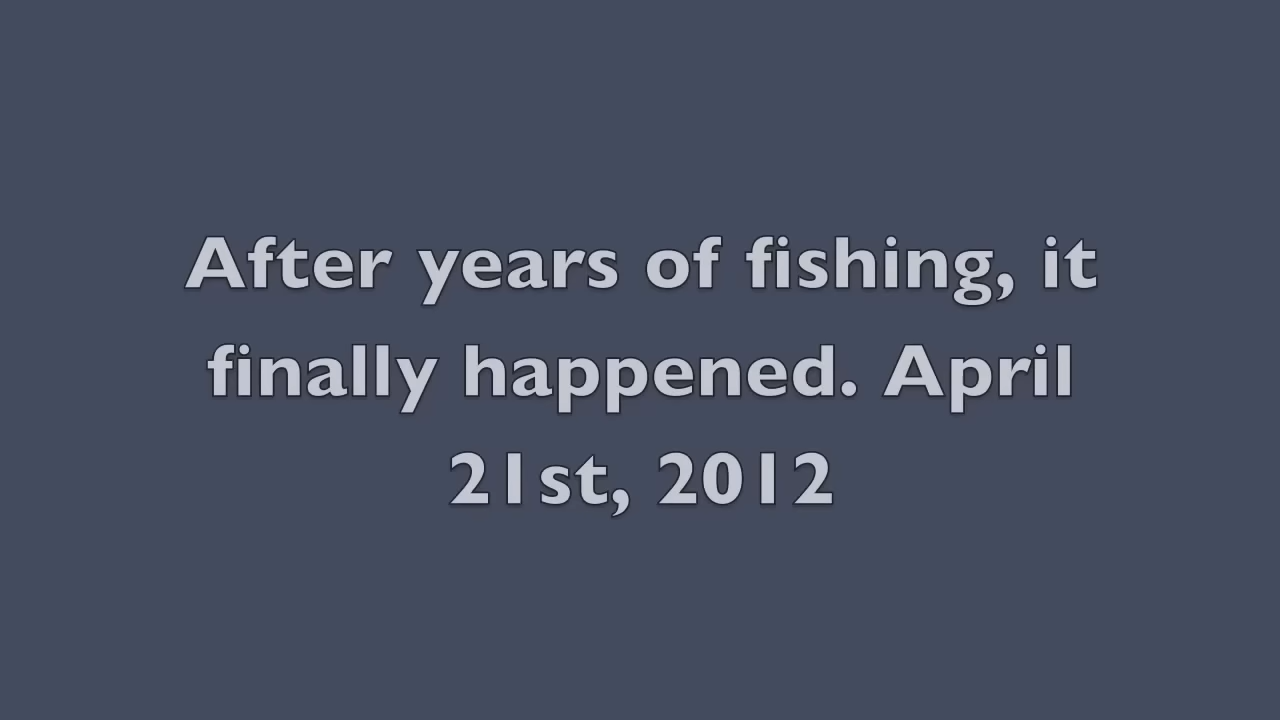 After years of fishing, it
finally happened. April
21st, 2012